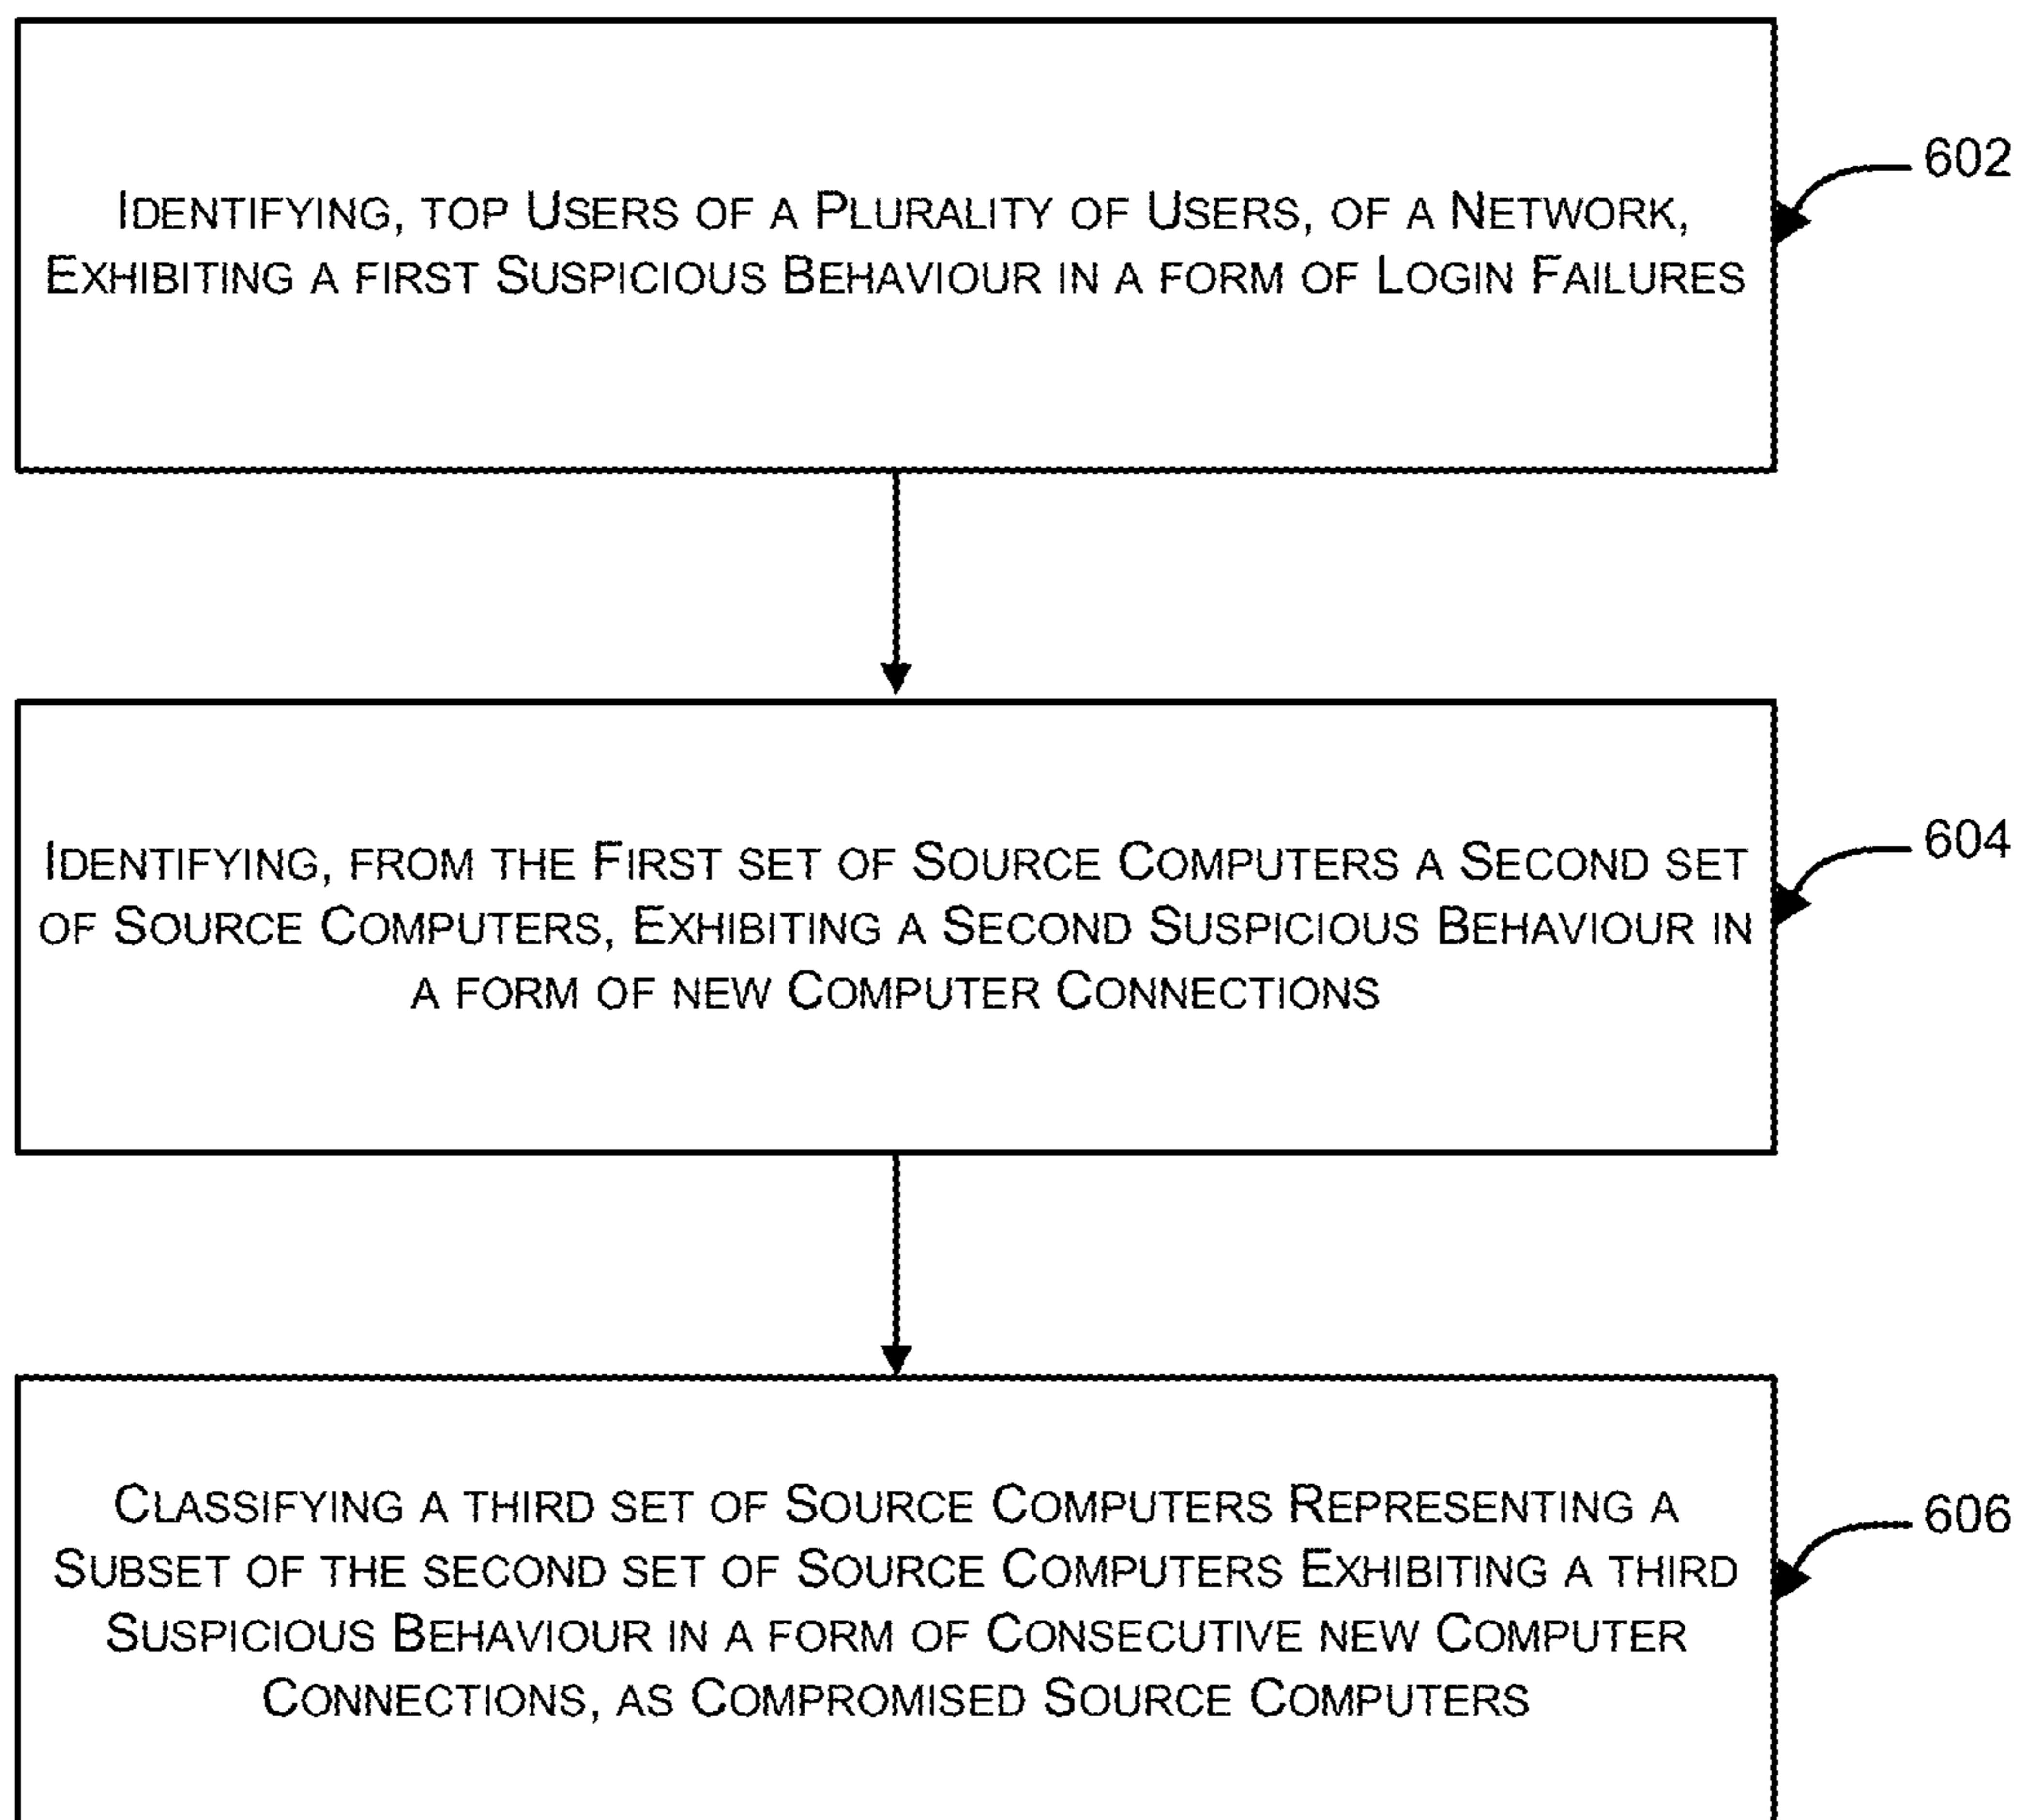 IDENTIFYING, TOP USERS OF A PLURALITY OF USERS, OF A NETWORK,
EXHIBITING A FIRST SUSPICIOUS BEHAVIOUR IN A FORM OF LOGIN FAILURES
602
IDENTIFYING, FROM THE FIRST SET OF SOURCE COMPUTERS A SECOND SET
OF SOURCE COMPUTERS, EXHIBITING A SECOND SUSPICIOUS BEHAVIOUR IN
A FORM OF NEW COMPUTER CONNECTIONS
604
CLASSIFYING A THIRD SET OF SOURCE COMPUTERS REPRESENTING A
SUBSET OF THE SECOND SET OF SOURCE COMPUTERS EXHIBITING A THIRD
SUSPICIOUS BEHAVIOUR IN A FORM OF CONSECUTIVE NEW COMPUTER
CONNECTIONS, AS COMPROMISED SOURCE COMPUTERS
606